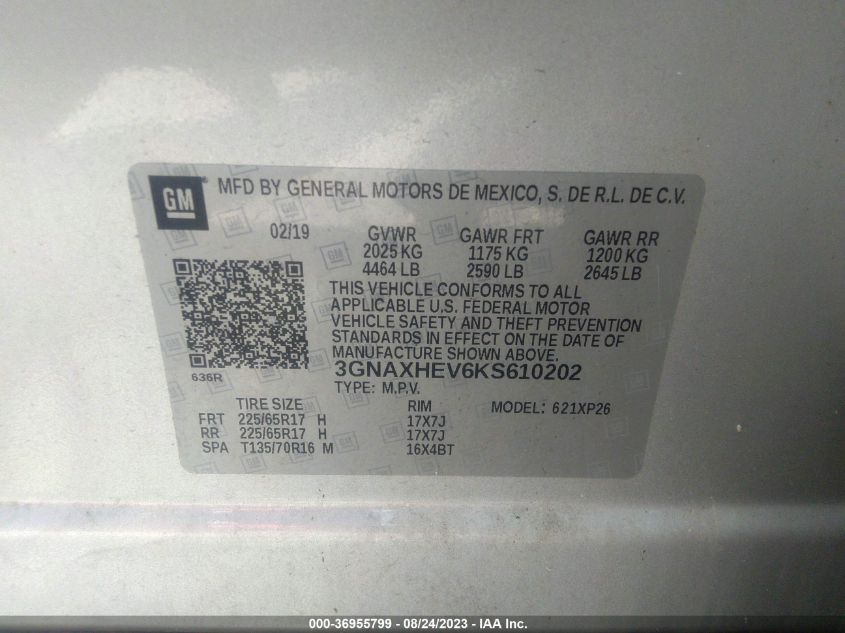 GM ® MFD BY GENERAL MOTORS DE MEXICO, S. DE R.L. DE C.V.
02/19 GVWR GAWR FRT GAWR RR
2025 KG 1175 KG 1200 KG
4464 LB 2590 LB 2645 LB
THIS VEHICLE CONFORMS TO ALL
APPLICABLE U.S. FEDERAL MOTOR
VEHICLE SAFETY AND THEFT PREVENTION
STANDARDS IN EFFECT ON THE DATE OF
MANUFACTURE SHOWN ABOVE.
636R 3GNAXHEV6KS610202
TYPE: M.P.V.
TIRE SIZE RIM MODEL: 621XP26
FRT 225/65R17 H 17X7J
RR 225/65R17 H 17X7J
SPA T135/70R16 M 16X4BT
000-36955799 - 08/24/2023 - IAA Inc.